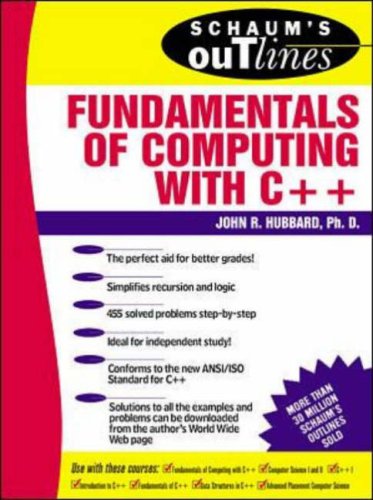 SCHAUM'S
ouTlines
FUNDAMENTALS
OF COMPUTING
WITH C++
JOHN R. HUBBARD, Ph. D.
The perfect aid for better grades!
Simplifies recursion and logic
455 solved problems step-by-step
Ideal for independent study!
Conforms to the new ANSI/ISO
Standard for C++
Solutions to all the examples and
problems can be downloaded
from the author's World Wide
Web page
MORE THAN
30 MILLION
SCHAUM'S
OUTLINES
SOLD
Use with these courses: Fundamentals of Computing with C++ Computer Science I and II C++ I
Introduction to C++ Fundamentals of C++ Data Structures in C++ Advanced Placement Computer Science